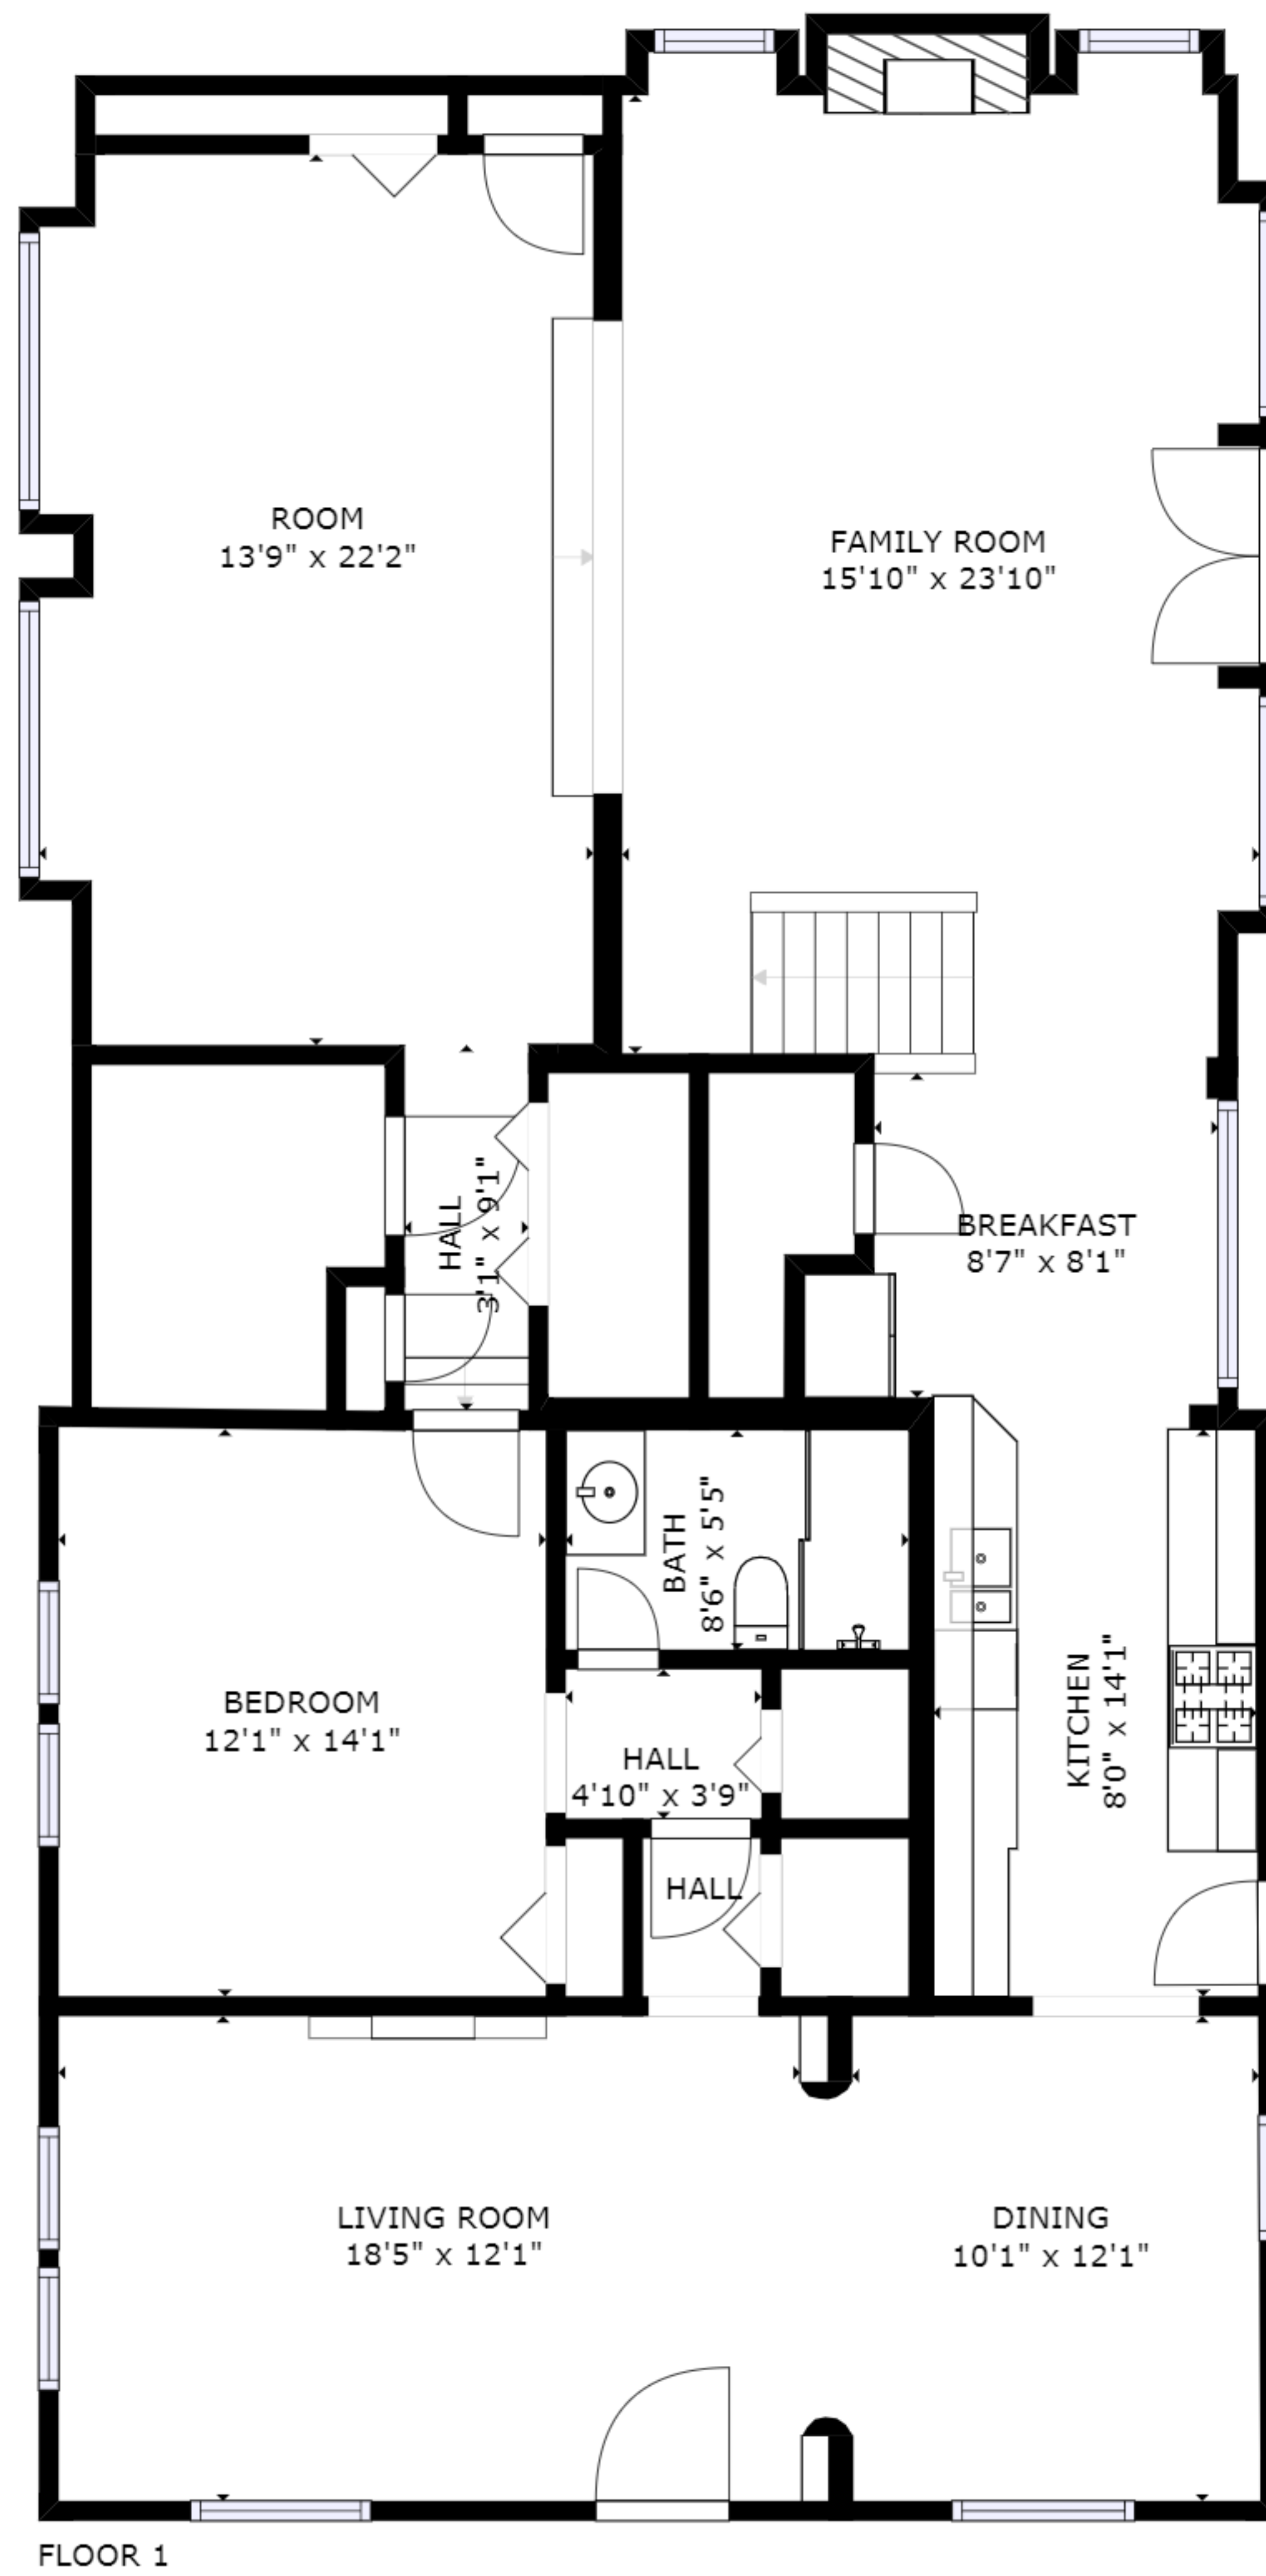 ROOM
13'9" x 22'2"
FAMILY ROOM
15'10" x 23'10"
HALL
3'1" x 9'1"
BREAKFAST
8'7" x 8'1"
BATH
8'6" x 5'5"
BEDROOM
12'1" x 14'1"
HALL
4'10" x 3'9"
KITCHEN
8'0" x 14'1"
HALL
LIVING ROOM
18'5" x 12'1"
DINING
10'1" x 12'1"
FLOOR 1